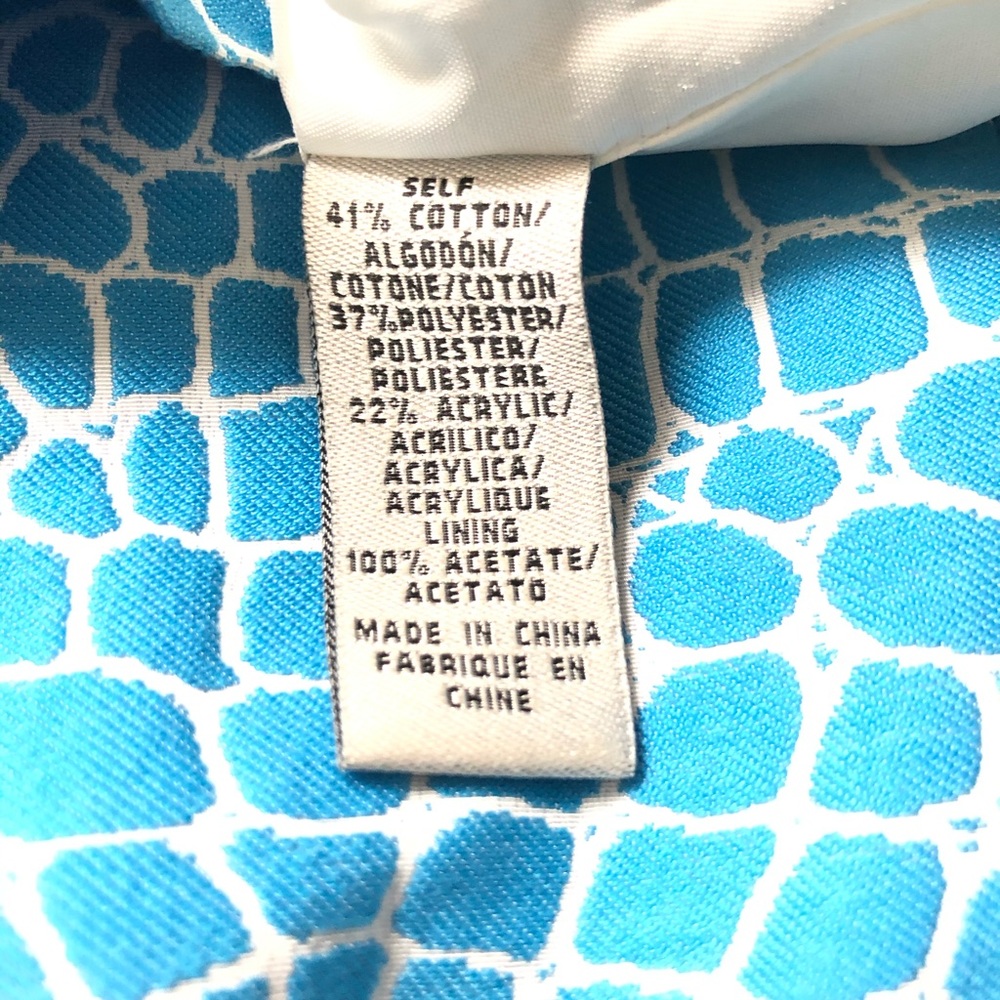 SELF
41% COTTON/
ALGODÓN/
COTONE/COTON
37%POLYESTER/
POLIESTER/
POLIESTERE
22% ACRYLIC/
ACRILICO/
ACRYLICA/
ACRYLIQUE
LINING
100% ACETATE/
ACETATO
MADE IN CHINA
FABRIQUE EN
CHINE